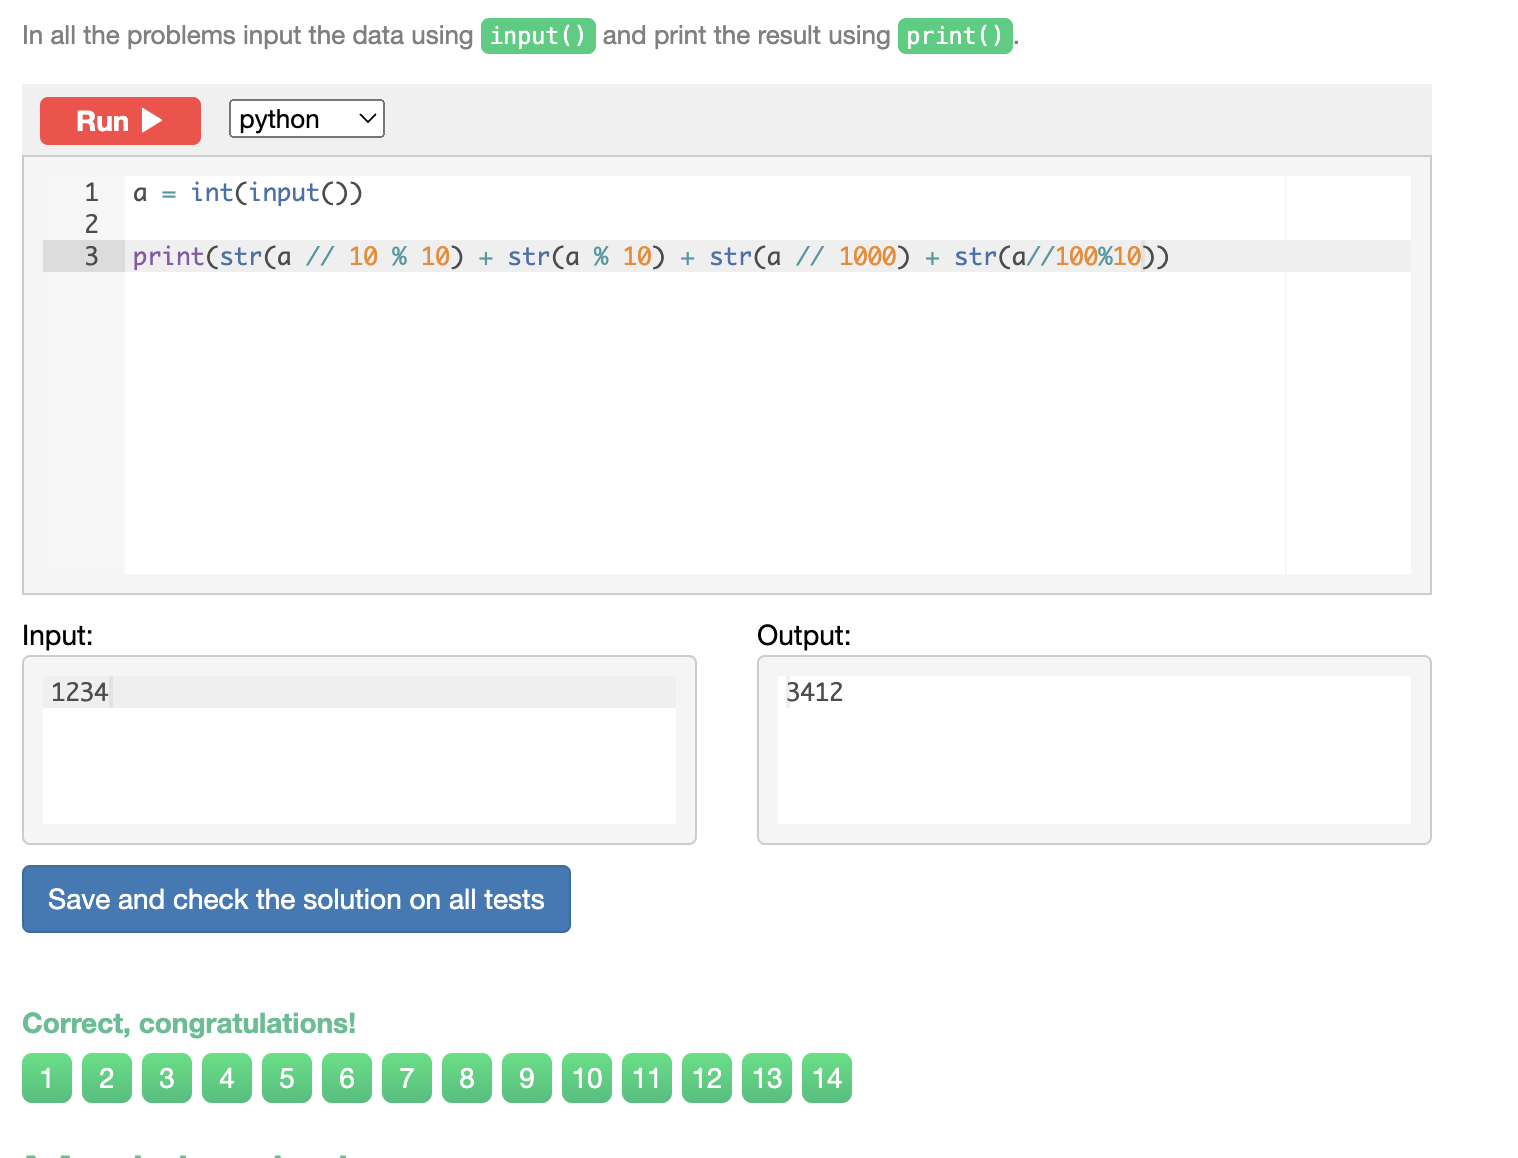 In all the problems input the data using input() and print the result using print().
Run ▶ python
1 a = int(input())
2
3 print(str(a // 10 % 10) + str(a % 10) + str(a // 1000) + str(a//100%10))
Input: Output:
1234 3412
Save and check the solution on all tests
Correct, congratulations!
1 2 3 4 5 6 7 8 9 10 11 12 13 14